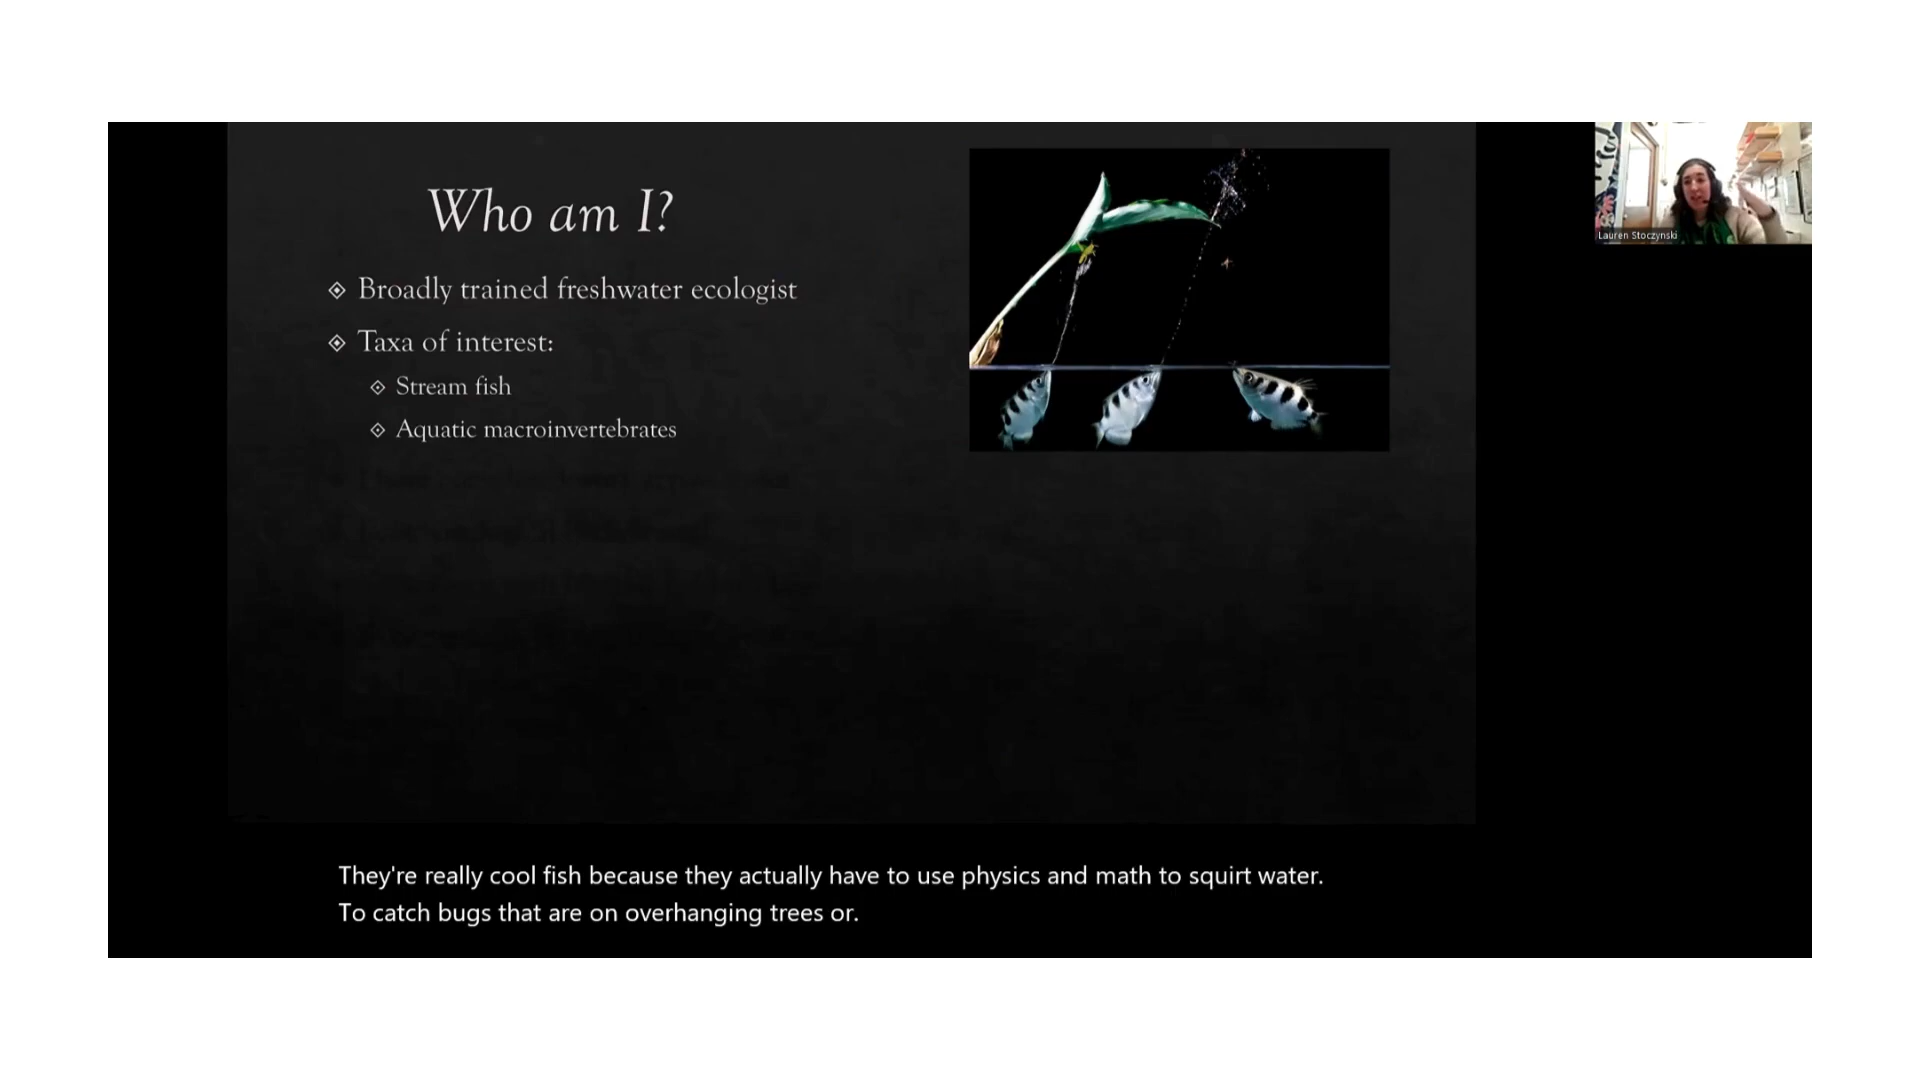 Who am I?
Broadly trained freshwater ecologist
Taxa of interest:
Stream fish
Aquatic macroinvertebrates
Lauren Stoczynski
They're really cool fish because they actually have to use physics and math to squirt water.
To catch bugs that are on overhanging trees or.